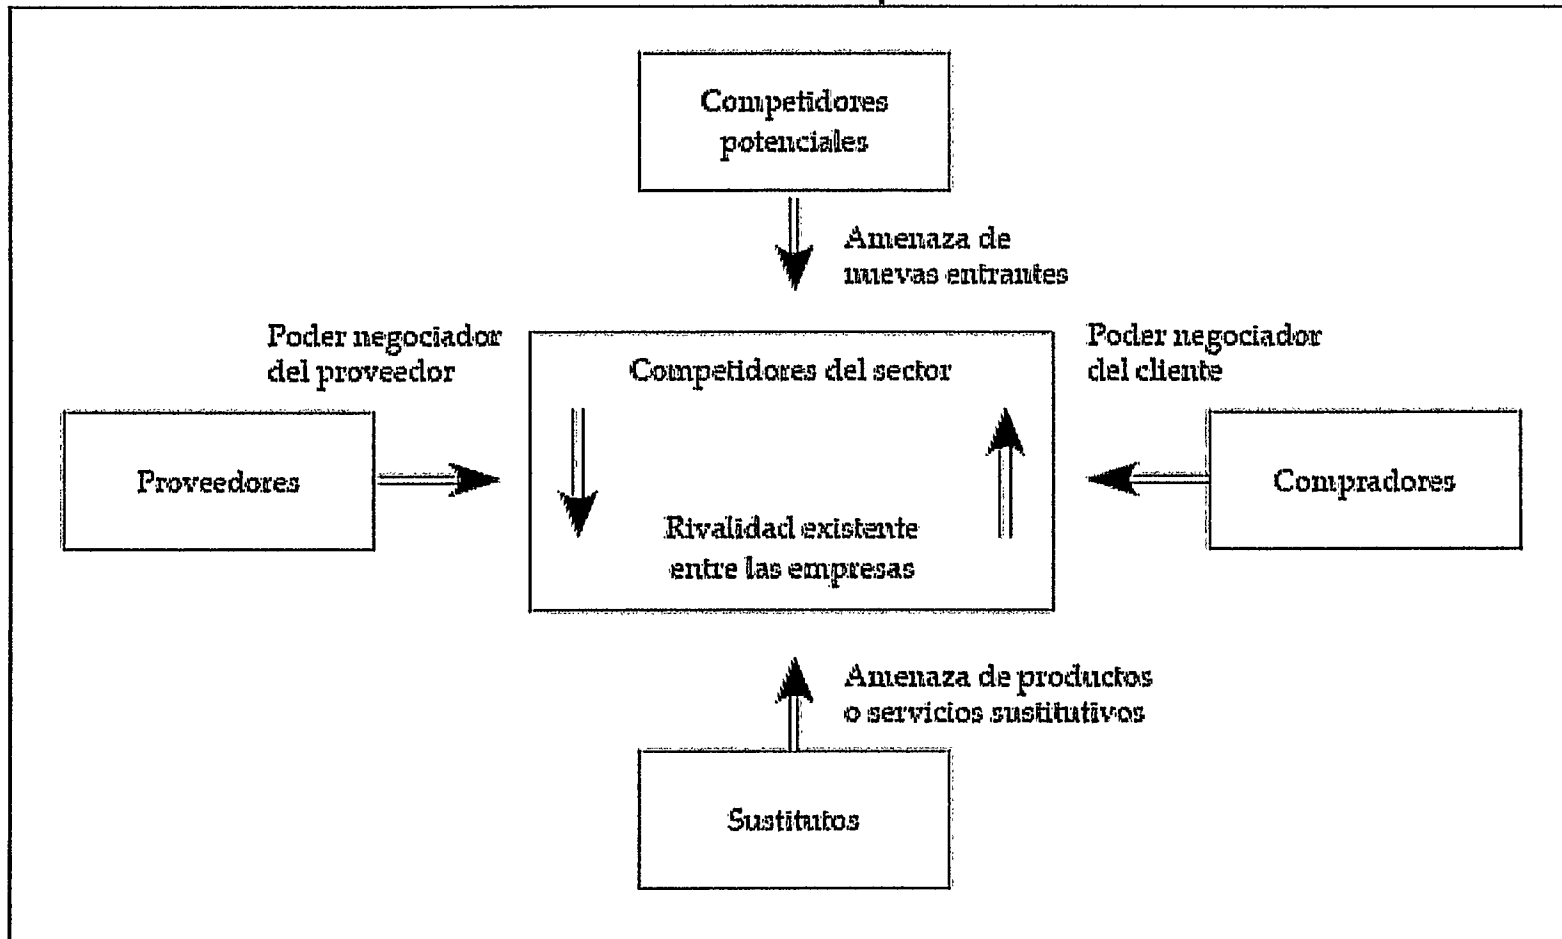 Competidores
potenciales
Amenaza de
nuevas entrantes
Poder negociador
del proveedor
Competidores del sector
Poder negociador
del cliente
Proveedores
Compradores
Rivalidad existente
entre las empresas
Amenaza de productos
o servicios sustitutivos
Sustitutos